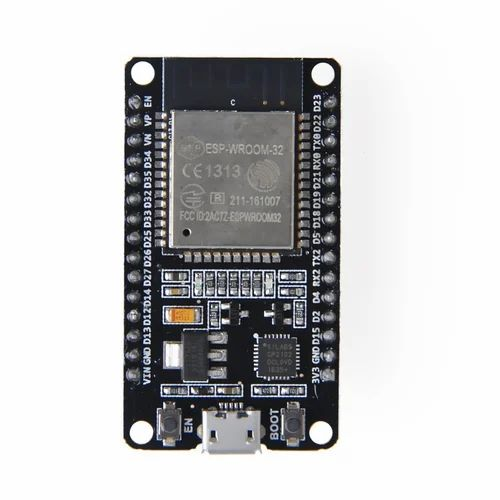 C
ESP-WROOM-32
CE1313
R 211-161007
FCC ID:2AC7Z-ESPWROOM32
EN
VP
VN
D34
D35
D32
D33
D25
D26
D27
D14
D12
D13
GND
VIN
D23
D22
TX0
RX0
D21
D19
D18
D5
TX2
RX2
D4
D2
D15
GND
3V3
SILABS
CP2102
EN
BOOT